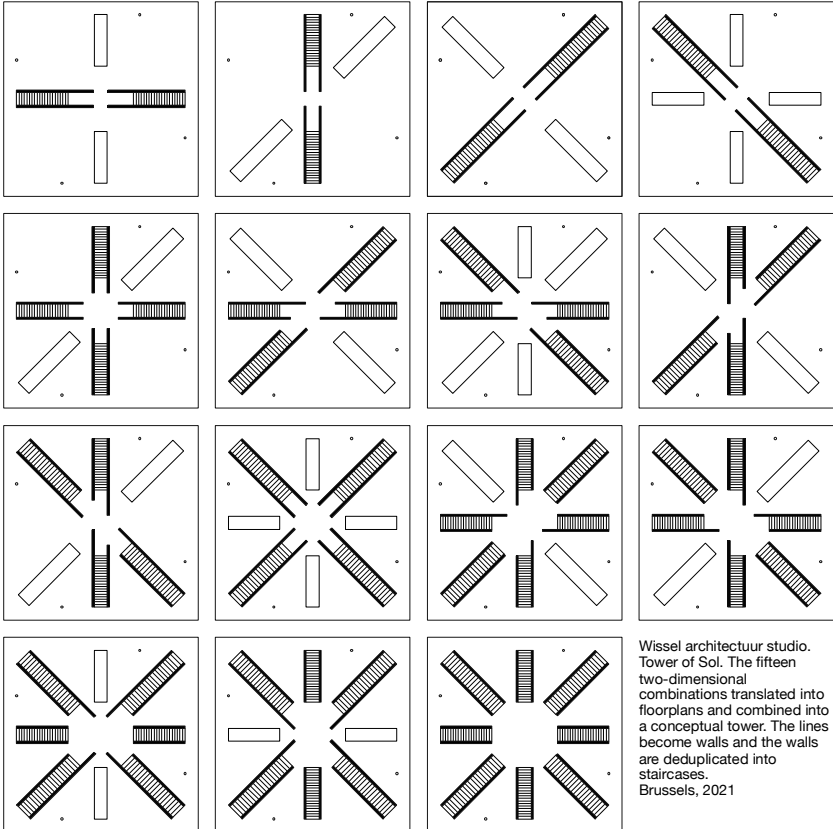 Wissel architectuur studio.
Tower of Sol. The fifteen
two-dimensional
combinations translated into
floorplans and combined into
a conceptual tower. The lines
become walls and the walls
are deduplicated into
staircases.
Brussels, 2021